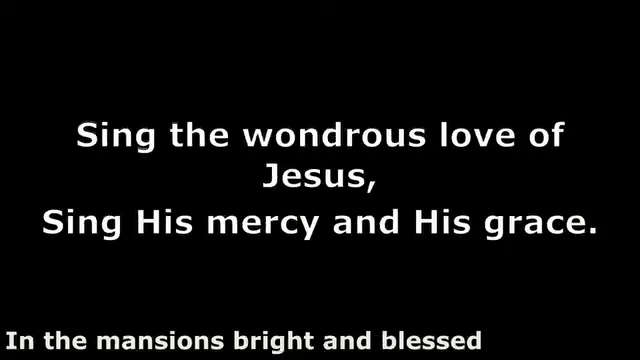 Sing the wondrous love of
Jesus,
Sing His mercy and His grace.
In the mansions bright and blessed